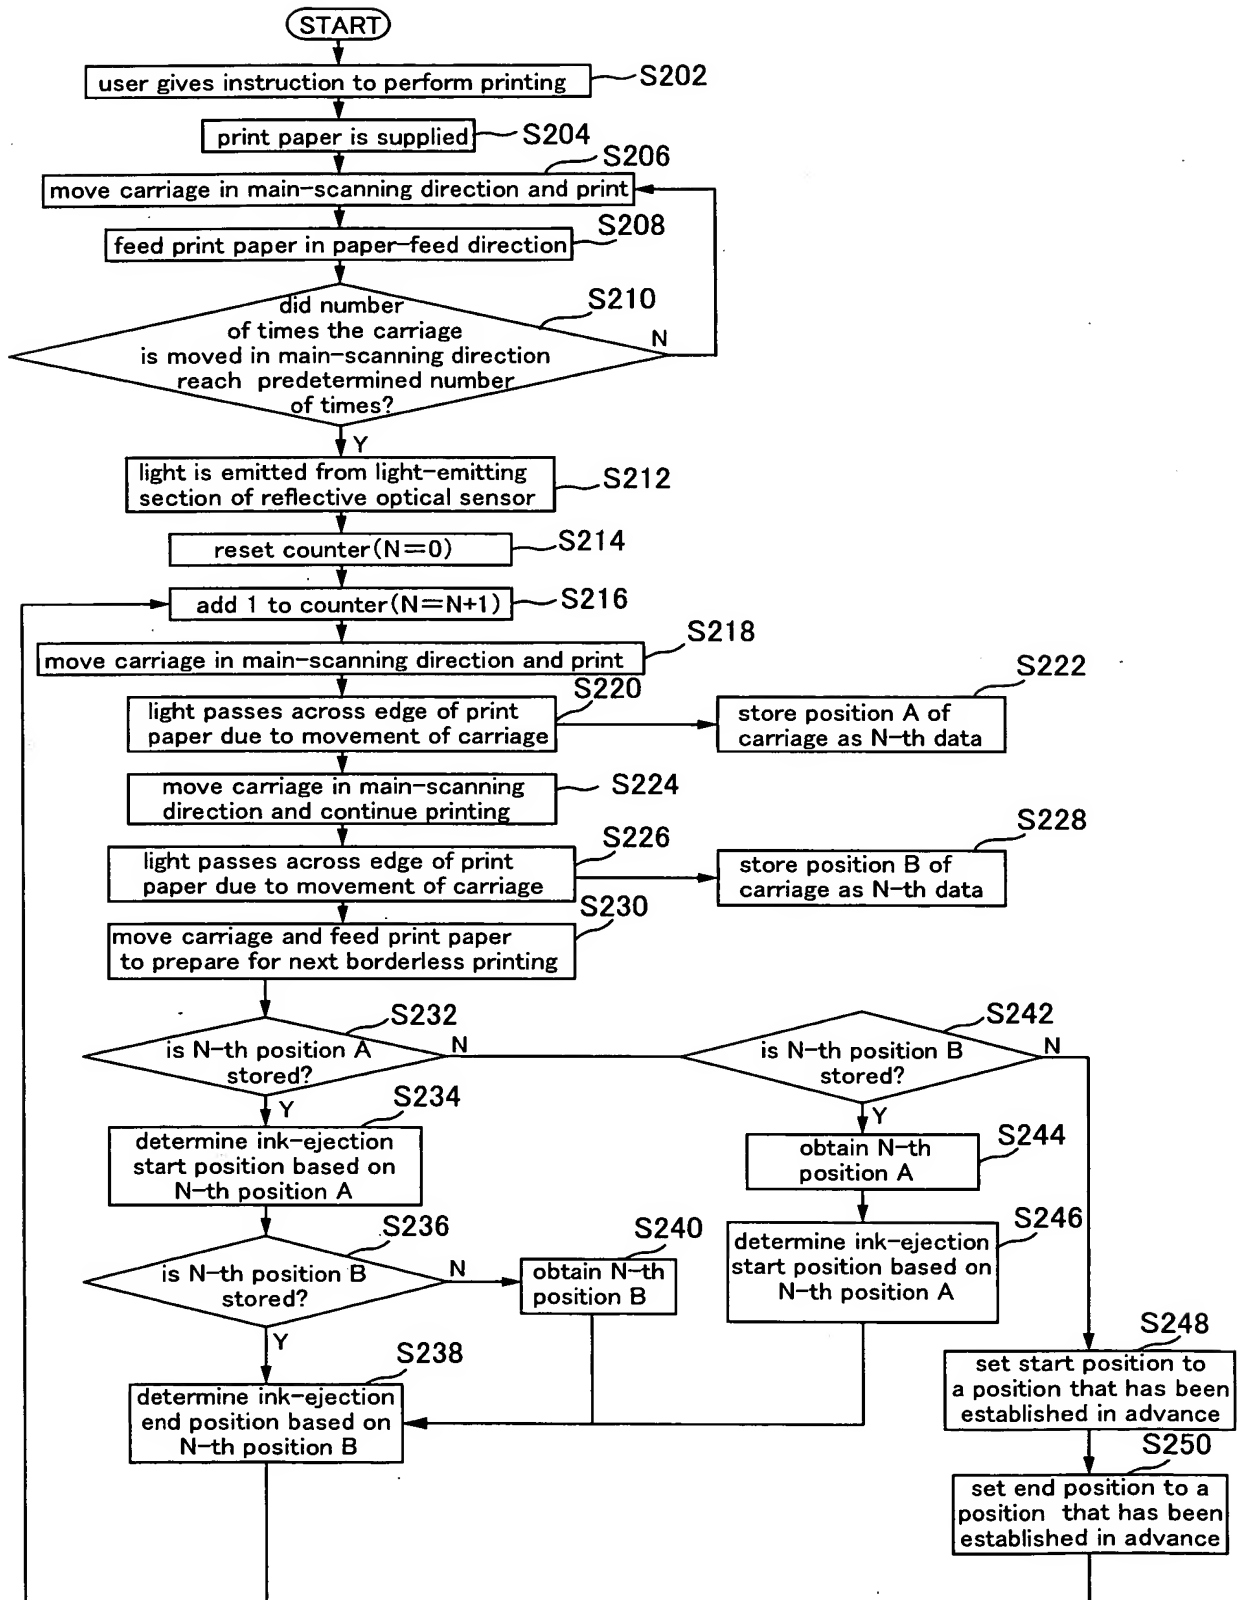 START
user gives instruction to perform printing
S202
print paper is supplied
S204
S206
move carriage in main-scanning direction and print
S208
feed print paper in paper-feed direction
S210
did number
of times the carriage
is moved in main-scanning direction
reach predetermined number
of times?
N
Y
light is emitted from light-emitting
section of reflective optical sensor
S212
reset counter(N=0)
S214
add 1 to counter(N=N+1)
S216
S218
move carriage in main-scanning direction and print
S220
light passes across edge of print
paper due to movement of carriage
S222
store position A of
carriage as N-th data
move carriage in main-scanning
direction and continue printing
S224
S226
light passes across edge of print
paper due to movement of carriage
S228
store position B of
carriage as N-th data
S230
move carriage and feed print paper
to prepare for next borderless printing
S232
is N-th position A
stored?
N
Y
S242
is N-th position B
stored?
N
Y
S234
determine ink-ejection
start position based on
N-th position A
S244
obtain N-th
position A
S236
is N-th position B
stored?
N
Y
S240
obtain N-th
position B
S246
determine ink-ejection
start position based on
N-th position A
S238
determine ink-ejection
end position based on
N-th position B
S248
set start position to
a position that has been
established in advance
S250
set end position to a
position that has been
established in advance